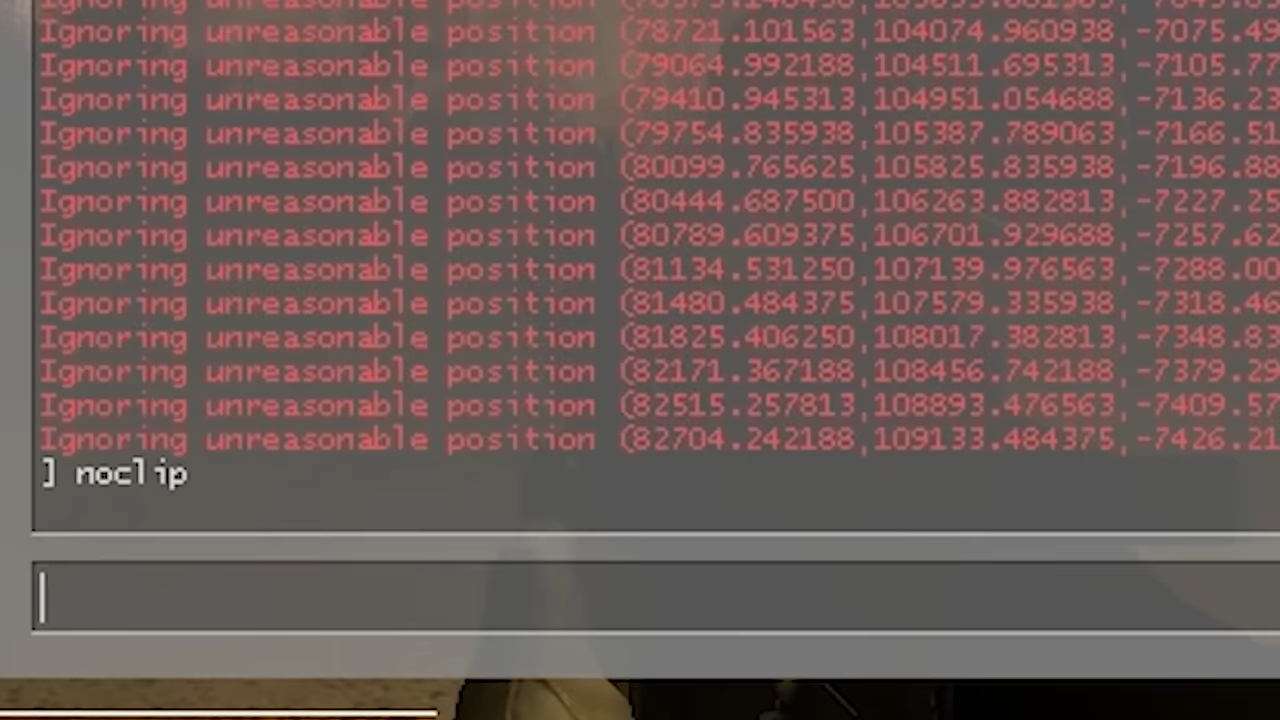 Ignoring unreasonable position
Ignoring unreasonable position (78721.101563,104074.960938,-7075.49
Ignoring unreasonable position (79064.992188,104511.695313,-7105.77
Ignoring unreasonable position (79410.945313,104951.054688,-7136.23
Ignoring unreasonable position (79754.835938,105387.789063,-7166.51
Ignoring unreasonable position (80099.765625,105825.835938,-7196.88
Ignoring unreasonable position (80444.687500,106263.882813,-7227.25
Ignoring unreasonable position (80789.609375,106701.929688,-7257.62
Ignoring unreasonable position (81134.531250,107139.976563,-7288.00
Ignoring unreasonable position (81480.484375,107579.335938,-7318.46
Ignoring unreasonable position (81825.406250,108017.382813,-7348.83
Ignoring unreasonable position (82171.367188,108456.742188,-7379.29
Ignoring unreasonable position (82515.257813,108893.476563,-7409.57
Ignoring unreasonable position (82704.242188,109133.484375,-7426.21
] noclip